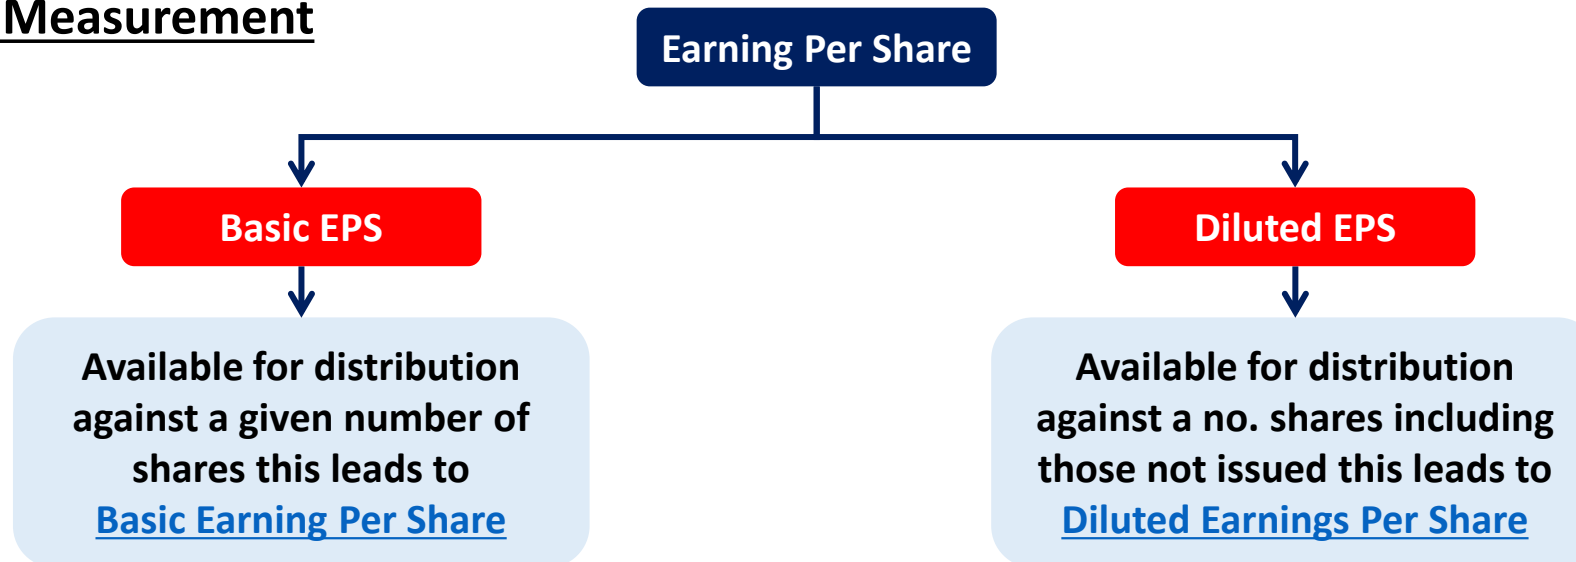 Measurement
Earning Per Share
Basic EPS
Diluted EPS
Available for distribution
against a given number of
shares this leads to
Basic Earning Per Share
Available for distribution
against a no. shares including
those not issued this leads to
Diluted Earnings Per Share